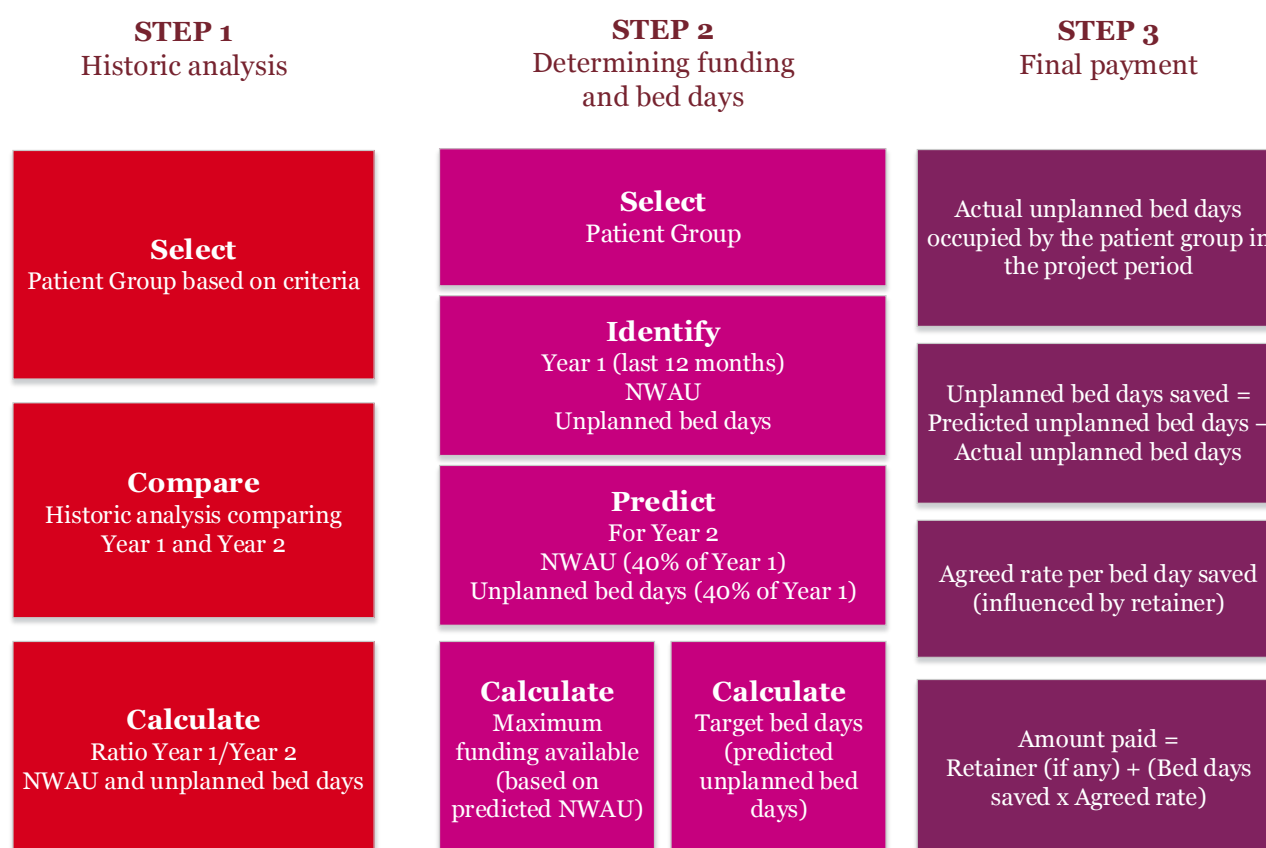 STEP 1
Historic analysis
Select
Patient Group based on criteria
Compare
Historic analysis comparing
Year 1 and Year 2
Calculate
Ratio Year 1/Year 2
NWAU and unplanned bed days
STEP 2
Determining funding
and bed days
Select
Patient Group
Identify
Year 1 (last 12 months)
NWAU
Unplanned bed days
Predict
For Year 2
NWAU (40% of Year 1)
Unplanned bed days (40% of Year 1)
Calculate
Maximum
funding available
(based on
predicted NWAU)
Calculate
Target bed days
(predicted
unplanned bed
days)
STEP 3
Final payment
Actual unplanned bed days
occupied by the patient group in
the project period
Unplanned bed days saved =
Predicted unplanned bed days –
Actual unplanned bed days
Agreed rate per bed day saved
(influenced by retainer)
Amount paid =
Retainer (if any) + (Bed days
saved x Agreed rate)